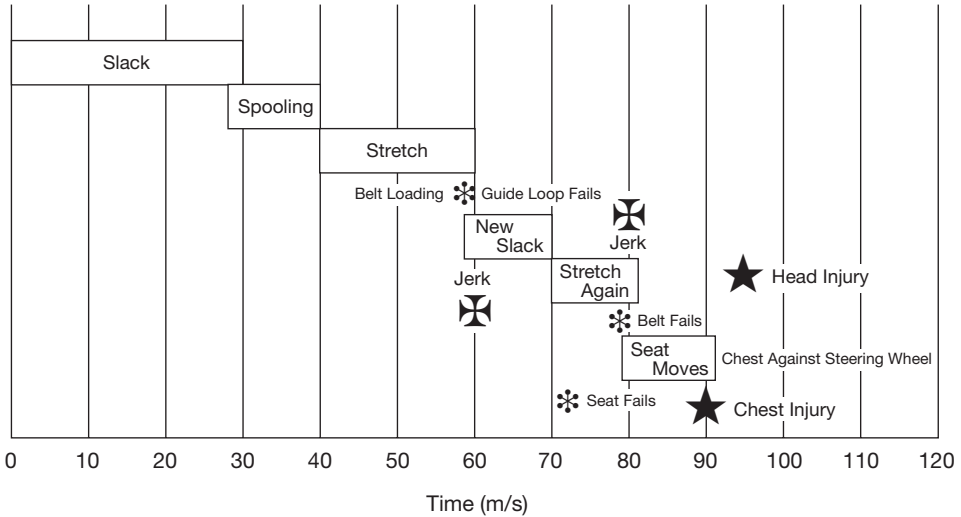 Slack
Spooling
Stretch
Belt Loading Guide Loop Fails
New
Slack
Jerk
Jerk
Stretch
Again
Head Injury
Belt Fails
Seat
Moves
Chest Against Steering Wheel
Seat Fails
Chest Injury
0 10 20 30 40 50 60 70 80 90 100 110 120
Time (m/s)